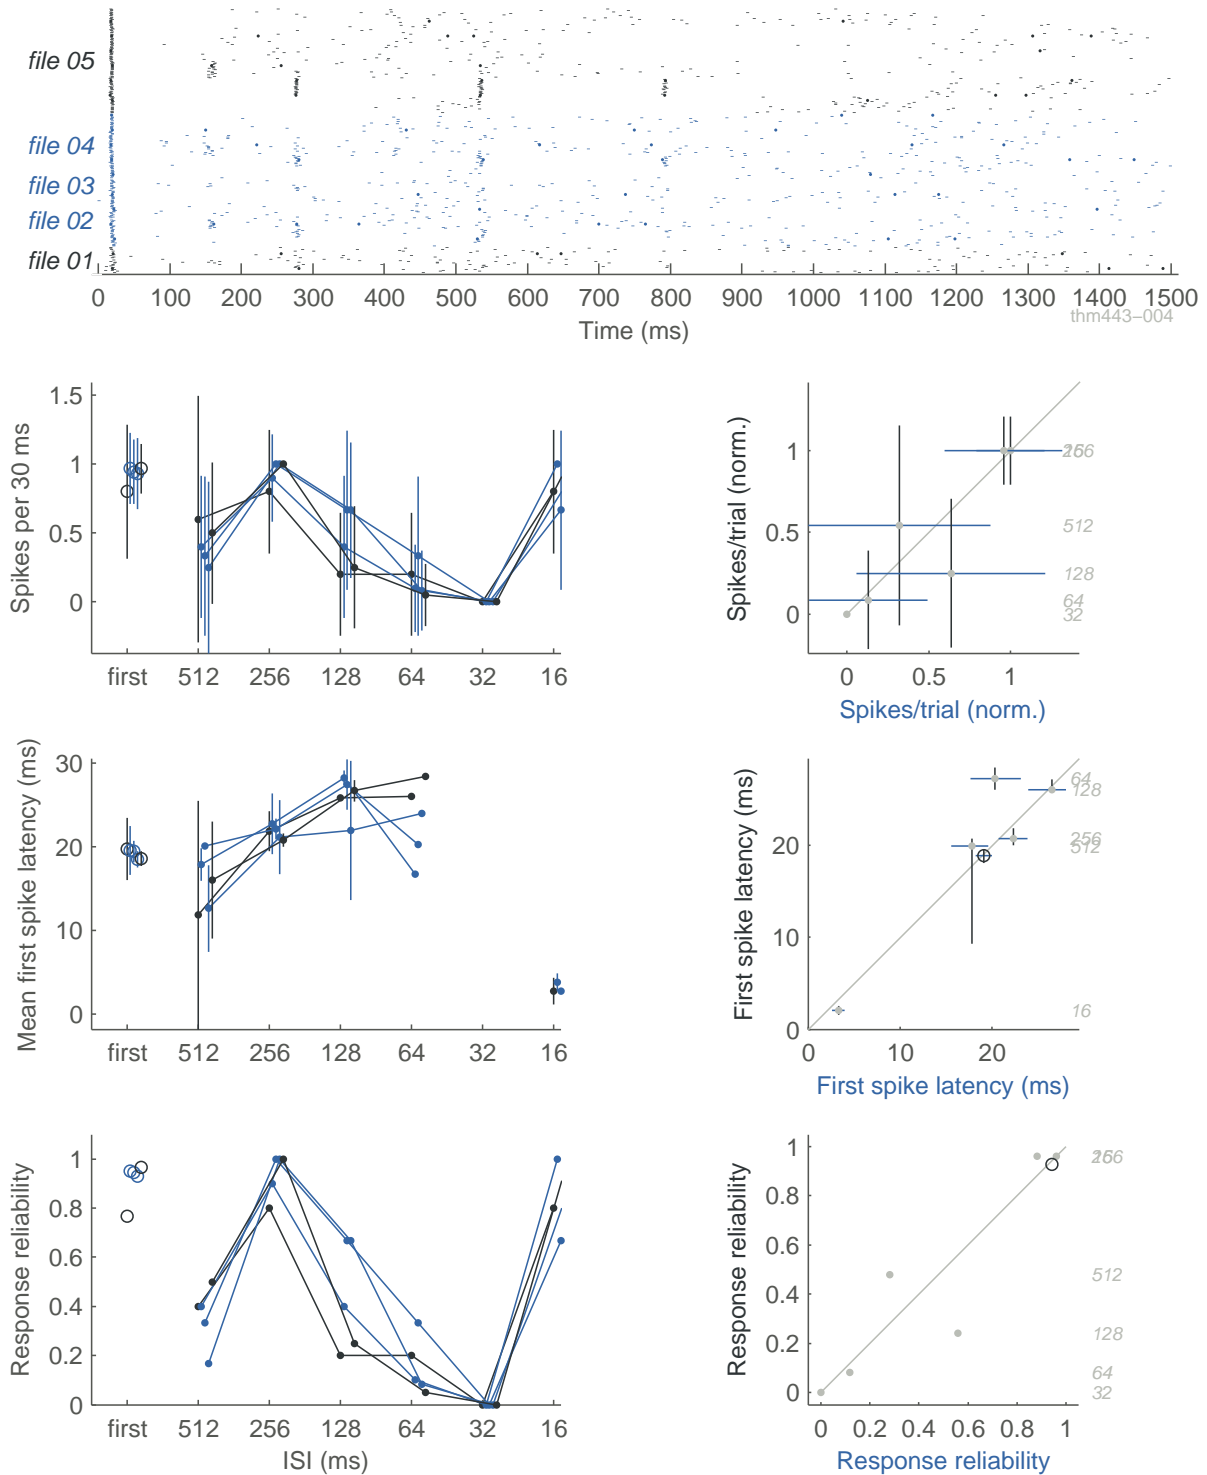 file 05
file 04
file 03
file 02
file 01
0 100 200 300 400 500 600 700 800 900 1000 1100 1200 1300 1400 1500
Time (ms)
thm443−004
Spikes per 30 ms
1.5
1
0.5
0
first 512 256 128 64 32 16
Spikes/trial (norm.)
1
0.5
0
256
512
128
64
32
0 0.5 1
Spikes/trial (norm.)
Mean first spike latency (ms)
30
20
10
0
first 512 256 128 64 32 16
First spike latency (ms)
20
10
0
64
128
256
512
16
0 10 20
First spike latency (ms)
Response reliability
1
0.8
0.6
0.4
0.2
0
first 512 256 128 64 32 16
ISI (ms)
Response reliability
1
0.8
0.6
0.4
0.2
0
256
512
128
64
32
0 0.2 0.4 0.6 0.8 1
Response reliability